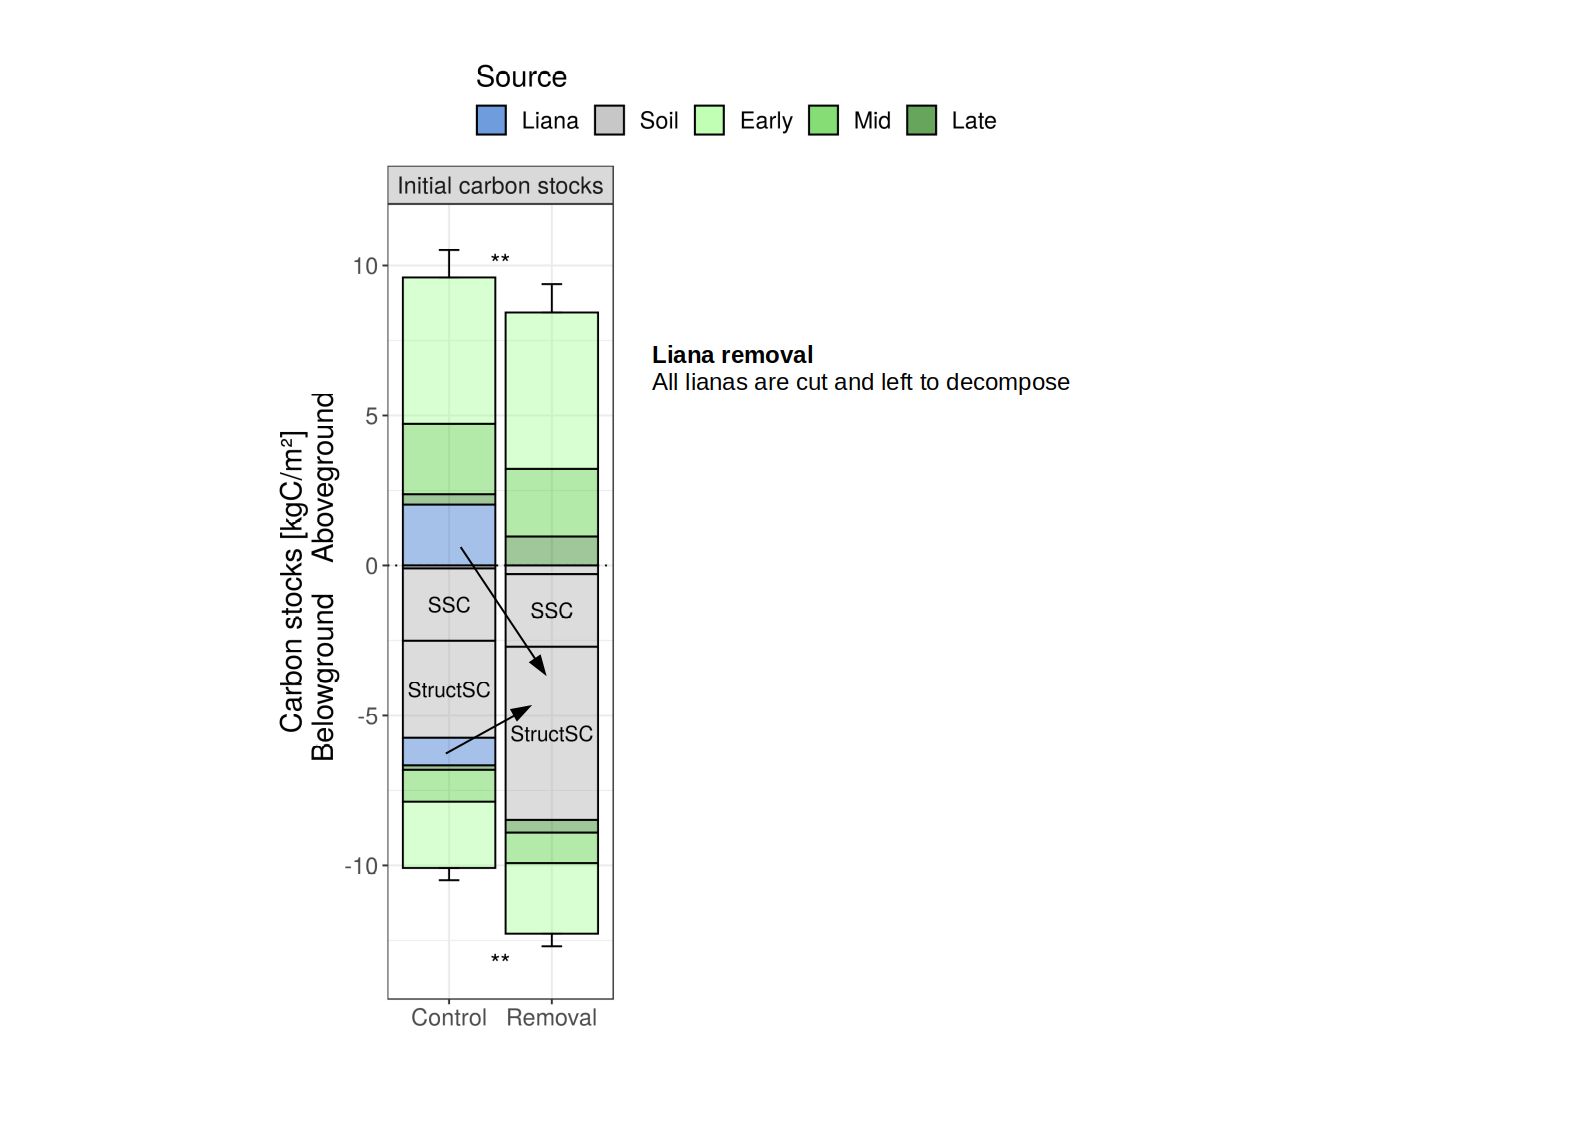 Source
Liana Soil Early Mid Late
Initial carbon stocks
Carbon stocks [kgC/m²]
Belowground Aboveground
10
5
0
-5
-10
**
SSC
SSC
StructSC
StructSC
**
Control Removal
Liana removal
All lianas are cut and left to decompose